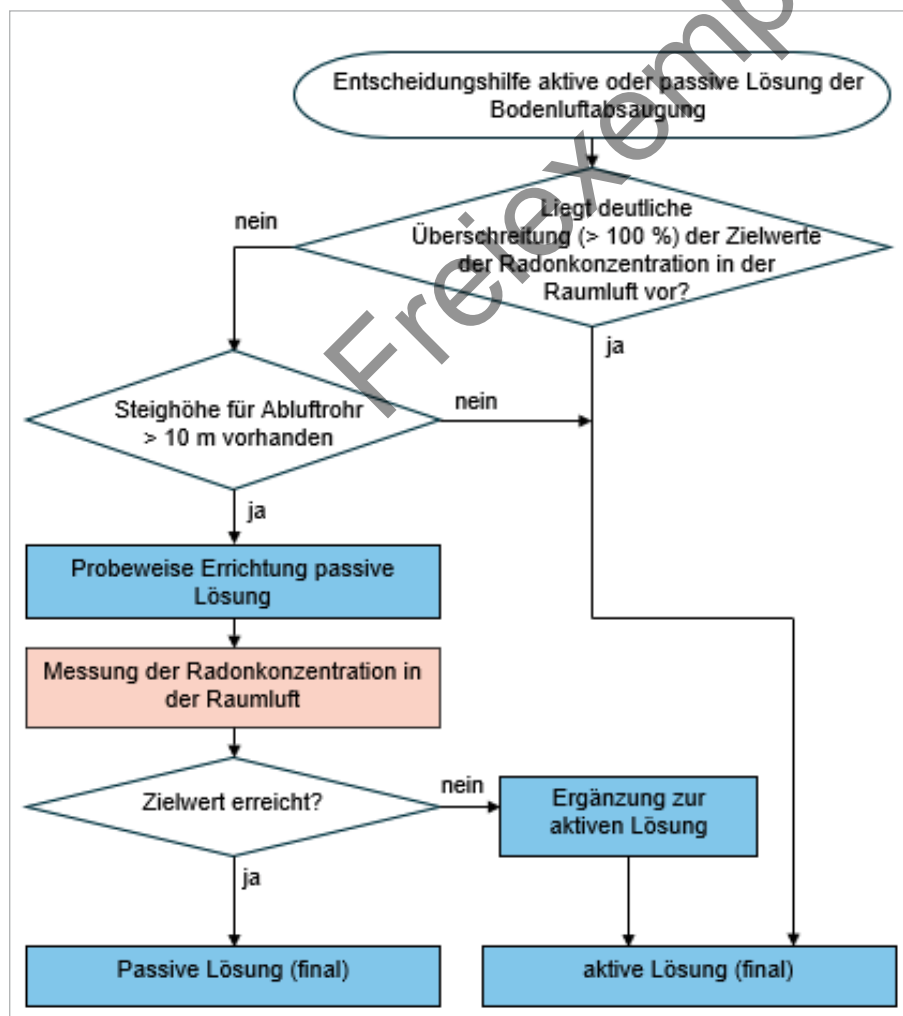 Entscheidungshilfe aktive oder passive Lösung der
Bodenluftabsaugung
Liegt deutliche
Überschreitung (> 100 %) der Zielwerte
der Radonkonzentration in der
Raumluft vor?
nein
ja
Steighöhe für Abluftrohr
> 10 m vorhanden
nein
ja
Probeweise Errichtung passive
Lösung
Messung der Radonkonzentration in
der Raumluft
Zielwert erreicht?
nein
Ergänzung zur
aktiven Lösung
ja
Passive Lösung (final)
aktive Lösung (final)
Freiexemp